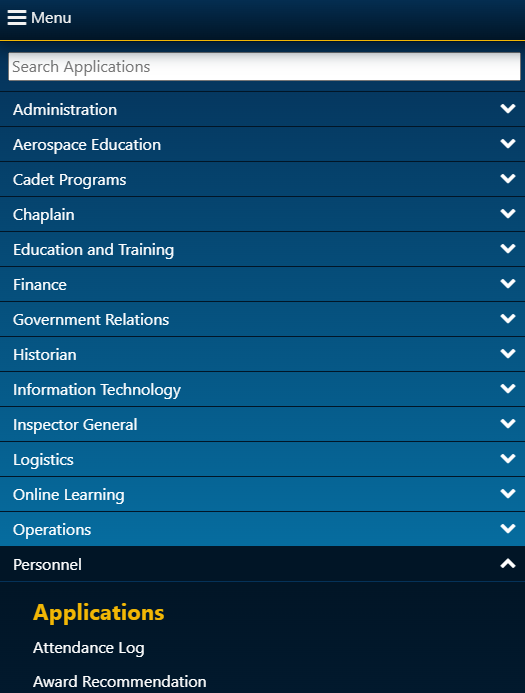 Menu
Search Applications
Administration
Aerospace Education
Cadet Programs
Chaplain
Education and Training
Finance
Government Relations
Historian
Information Technology
Inspector General
Logistics
Online Learning
Operations
Personnel
Applications
Attendance Log
Award Recommendation